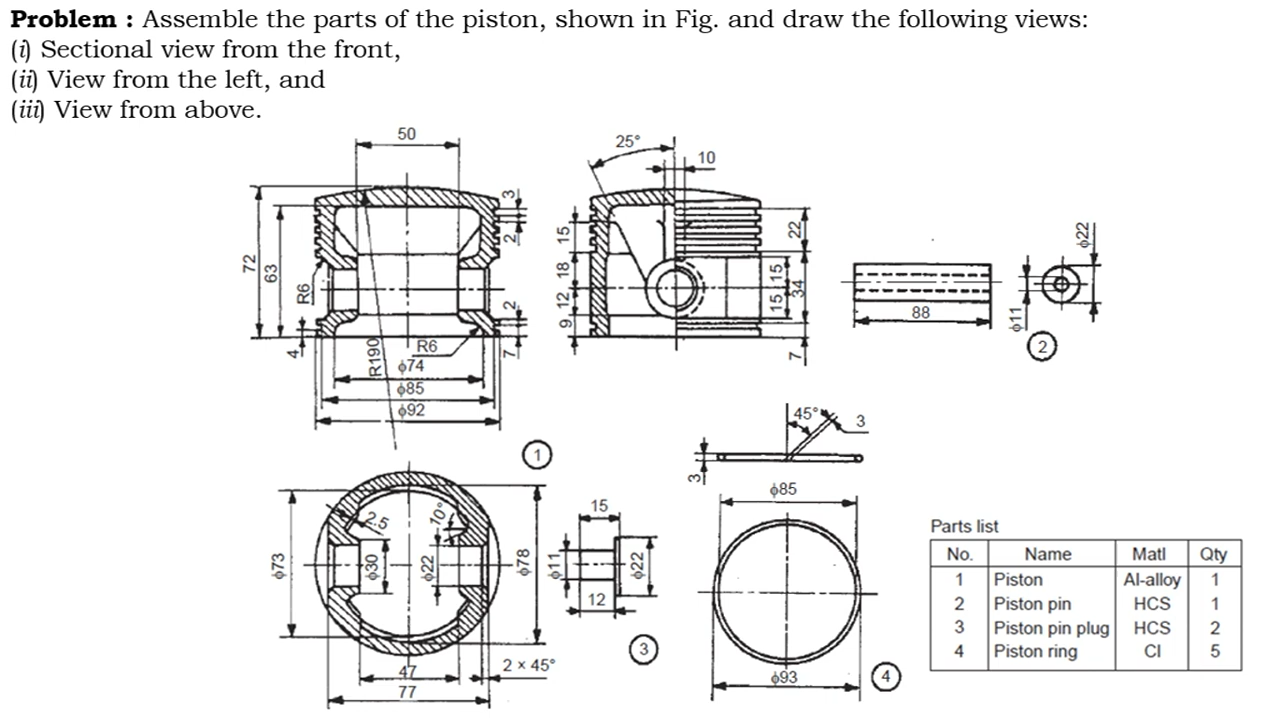 Problem : Assemble the parts of the piston, shown in Fig. and draw the following views:
(i) Sectional view from the front,
(ii) View from the left, and
(iii) View from above.
50
72
63
R6
4
3
2
2
7
R190
R6
ϕ74
ϕ85
ϕ92
25°
10
15
18
12
9
22
15
15
34
7
88
ϕ11
ϕ22
2
1
ϕ73
2.5
10°
ϕ30
ϕ22
ϕ78
47
77
2 × 45°
15
ϕ11
ϕ22
12
3
45°
3
3
ϕ85
ϕ93
4
Parts list
No. Name Matl Qty
1 Piston Al-alloy 1
2 Piston pin HCS 1
3 Piston pin plug HCS 2
4 Piston ring CI 5